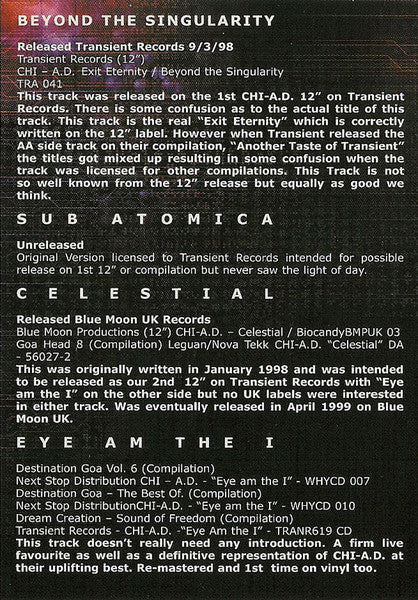 BEYOND THE SINGULARITY
Released Transient Records 9/3/98
Transient Records (12")
CHI – A.D. Exit Eternity / Beyond the Singularity
TRA 041
This track was released on the 1st CHI-A.D. 12" on Transient
Records. There is some confusion as to the actual title of this
track. This track is the real "Exit Eternity" which is correctly
written on the 12" label. However when Transient released the
AA side track on their compilation, "Another Taste of Transient"
the titles got mixed up resulting in some confusion when the
track was licensed for other compilations. This Track is not
so well known from the 12" release but equally as good we
think.
SUB ATOMICA
Unreleased
Original Version licensed to Transient Records intended for possible
release on 1st 12" or compilation but never saw the light of day.
CELESTIAL
Released Blue Moon UK Records
Blue Moon Productions (12") CHI-A.D. – Celestial / BiocandyBMPUK 03
Goa Head 8 (Compilation) Leguan/Nova Tekk CHI-A.D. "Celestial" DA
- 56027-2
This was originally written in January 1998 and was intended
to be released as our 2nd 12" on Transient Records with "Eye
am the I" on the other side but no UK labels were interested
in either track. Was eventually released in April 1999 on Blue
Moon UK.
EYE AM THE I
Destination Goa Vol. 6 (Compilation)
Next Stop Distribution CHI – A.D. - "Eye am the I" - WHYCD 007
Destination Goa – The Best Of. (Compilation)
Next Stop DistributionCHI-A.D. - "Eye am the I" - WHYCD 010
Dream Creation – Sound of Freedom (Compilation)
Transient Records - CHI-A.D. -"Eye Am the I" - TRANR619 CD
This track doesn't really need any introduction. A firm live
favourite as well as a definitive representation of CHI-A.D. at
their uplifting best. Re-mastered and 1st time on vinyl too.